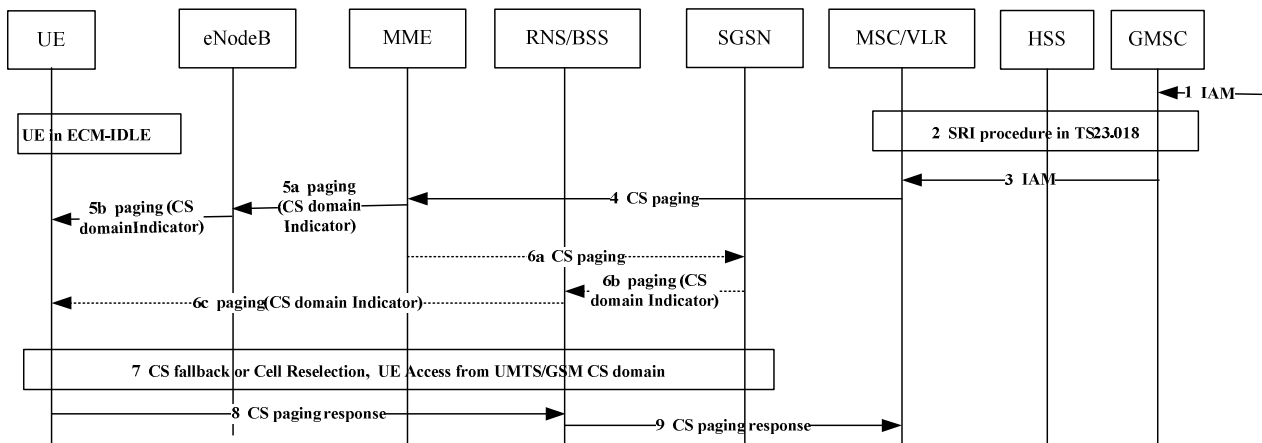 UE
eNodeB
MME
RNS/BSS
SGSN
MSC/VLR
HSS
GMSC
1 IAM
UE in ECM-IDLE
2 SRI procedure in TS23.018
3 IAM
4 CS paging
5a paging
(CS domain
Indicator)
5b paging (CS
domainIndicator)
6a CS paging
6b paging (CS
domain Indicator)
6c paging(CS domain Indicator)
7 CS fallback or Cell Reselection, UE Access from UMTS/GSM CS domain
8 CS paging response
9 CS paging response